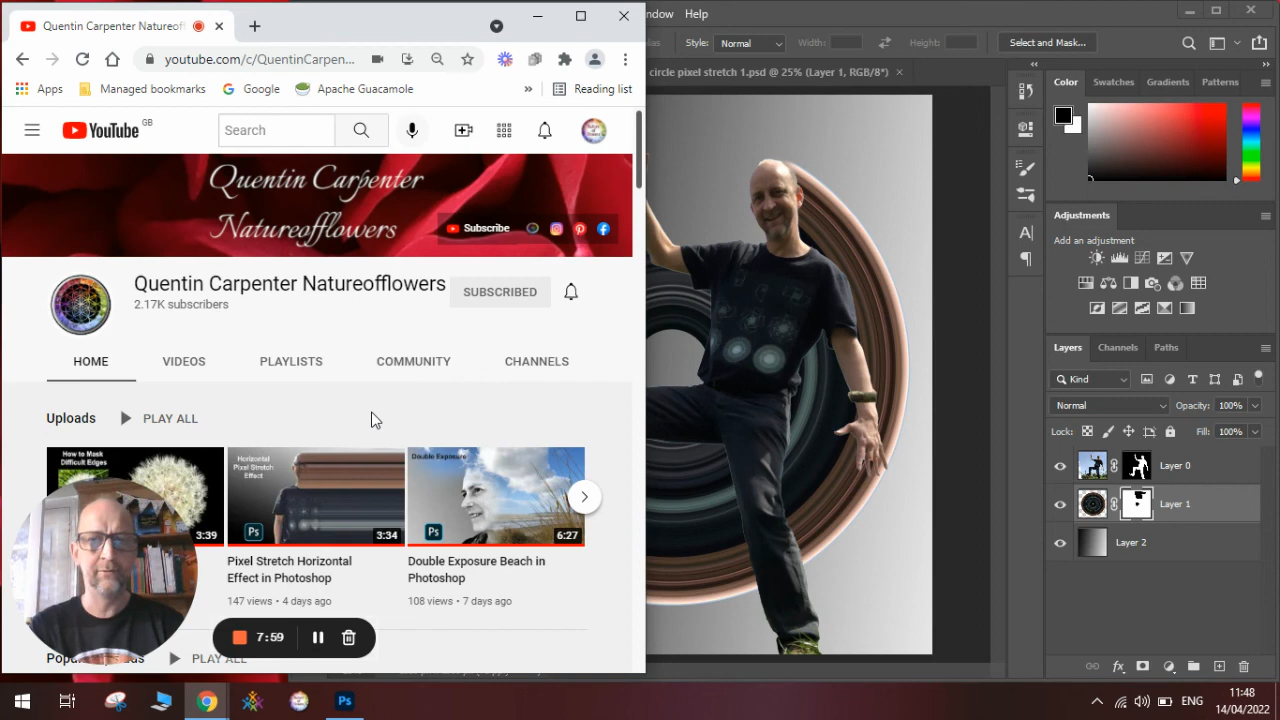 Quentin Carpenter Natureoff
youtube.com/c/QuentinCarpen...
Apps
Managed bookmarks
Google
Apache Guacamole
»
Reading list
YouTube GB
Search
Quentin Carpenter
Natureofflowers
Subscribe
Quentin Carpenter Natureofflowers
2.17K subscribers
SUBSCRIBED
HOME
VIDEOS
PLAYLISTS
COMMUNITY
CHANNELS
Uploads
PLAY ALL
How to Mask
Difficult Edges
3:39
Horizontal
Pixel Stretch
Effect
Ps
3:34
Double Exposure
Ps
6:27
Pixel Stretch Horizontal
Effect in Photoshop
147 views • 4 days ago
Double Exposure Beach in
Photoshop
108 views • 7 days ago
7:59
PLAY ALL
Help
Style:
Normal
Width:
Height:
Select and Mask...
circle pixel stretch 1.psd @ 25% (Layer 1, RGB/8*)
Color
Swatches
Gradients
Patterns
Adjustments
Add an adjustment
Layers
Channels
Paths
Kind
Normal
Opacity: 100%
Lock:
Fill: 100%
Layer 0
Layer 1
Layer 2
fx
Ps
ENG
11:48
14/04/2022